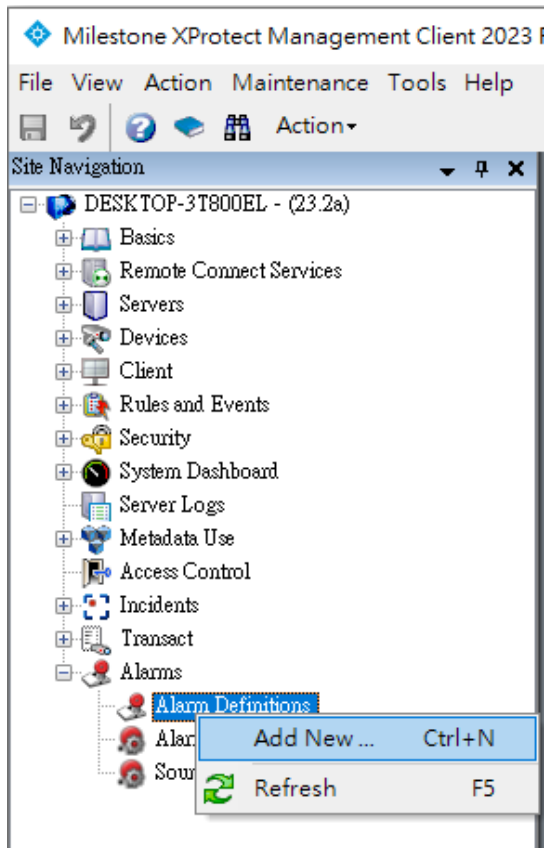 Milestone XProtect Management Client 2023
File View Action Maintenance Tools Help
Action
Site Navigation
DESKTOP-3T800EL - (23.2a)
Basics
Remote Connect Services
Servers
Devices
Client
Rules and Events
Security
System Dashboard
Server Logs
Metadata Use
Access Control
Incidents
Transact
Alarms
Alarm Definitions
Alar
Add New ... Ctrl+N
Sour
Refresh F5